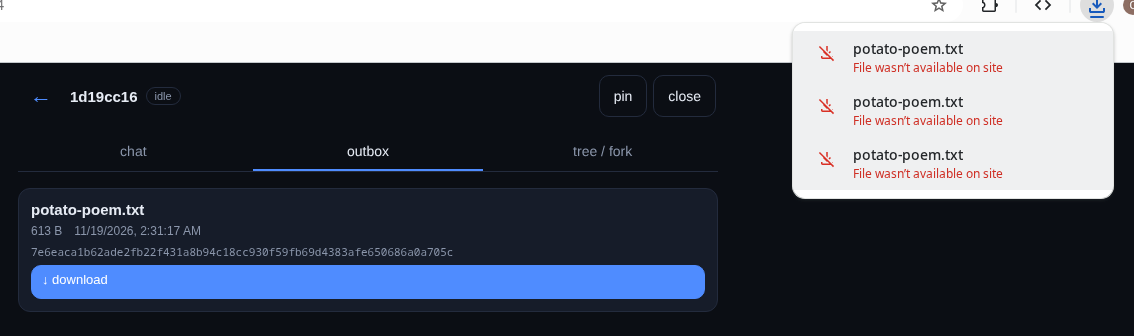 potato-poem.txt
File wasn’t available on site
potato-poem.txt
File wasn’t available on site
potato-poem.txt
File wasn’t available on site
← 1d19cc16 idle pin close
chat outbox tree / fork
potato-poem.txt
613 B 11/19/2026, 2:31:17 AM
7e6eaca1b62ade2fb22f431a8b94c18cc930f59fb69d4383afe650686a0a705c
↓ download